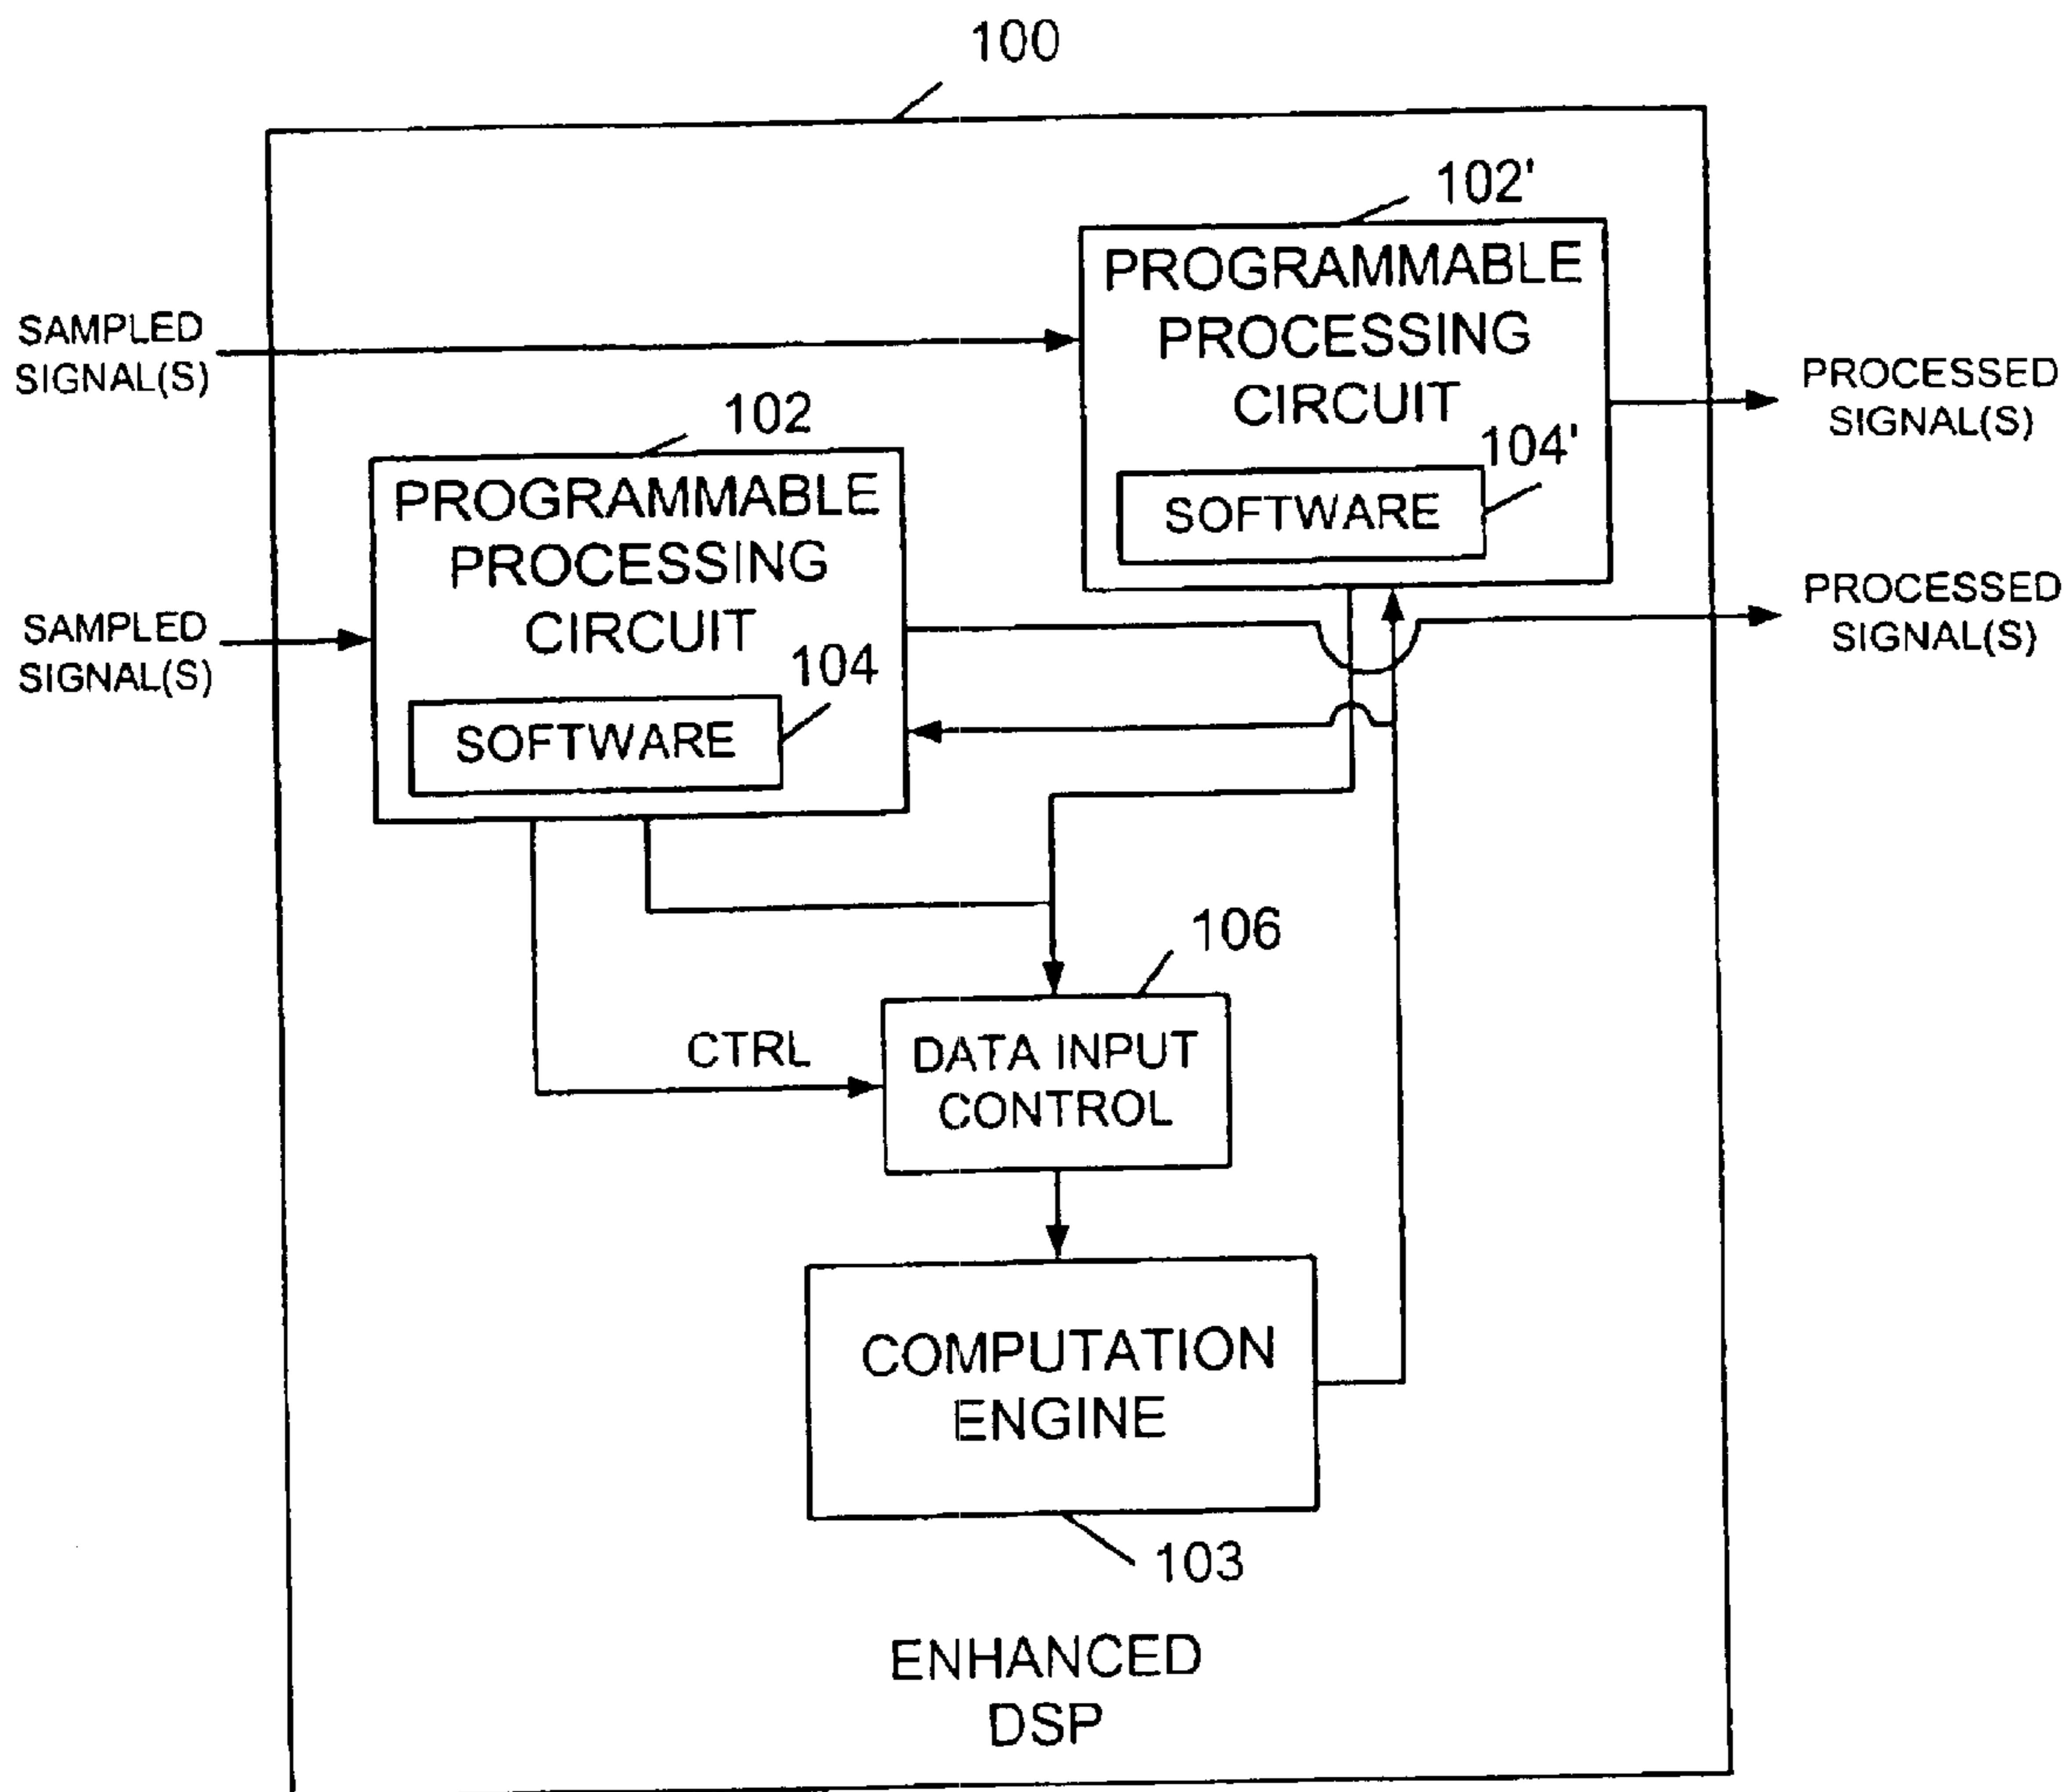 100
102'
PROGRAMMABLE
PROCESSING
CIRCUIT
104'
SOFTWARE
SAMPLED
SIGNAL(S)
PROCESSED
SIGNAL(S)
102
PROGRAMMABLE
PROCESSING
CIRCUIT
104
SOFTWARE
SAMPLED
SIGNAL(S)
PROCESSED
SIGNAL(S)
106
CTRL
DATA INPUT
CONTROL
COMPUTATION
ENGINE
103
ENHANCED
DSP